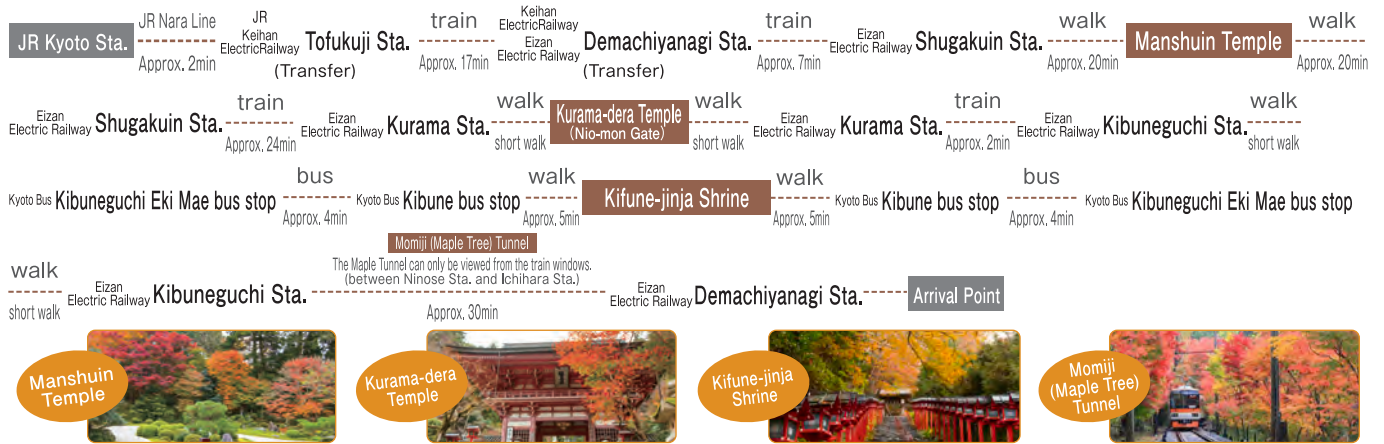 JR Kyoto Sta.
JR Nara Line
Approx. 2min
JR
Keihan
ElectricRailway
Tofukuji Sta.
(Transfer)
train
Approx. 17min
Keihan
ElectricRailway
Eizan
Electric Railway
Demachiyanagi Sta.
(Transfer)
train
Approx. 7min
Eizan
Electric Railway
Shugakuin Sta.
walk
Approx. 20min
Manshuin Temple
walk
Approx. 20min
Eizan
Electric Railway
Shugakuin Sta.
train
Approx. 24min
Eizan
Electric Railway
Kurama Sta.
walk
short walk
Kurama-dera Temple
(Nio-mon Gate)
walk
short walk
Eizan
Electric Railway
Kurama Sta.
train
Approx. 2min
Eizan
Electric Railway
Kibuneguchi Sta.
walk
short walk
Kyoto Bus Kibuneguchi Eki Mae bus stop
bus
Approx. 4min
Kyoto Bus Kibune bus stop
walk
Approx. 5min
Kifune-jinja Shrine
walk
Approx. 5min
Kyoto Bus Kibune bus stop
bus
Approx. 4min
Kyoto Bus Kibuneguchi Eki Mae bus stop
walk
short walk
Eizan
Electric Railway
Kibuneguchi Sta.
Momiji (Maple Tree) Tunnel
The Maple Tunnel can only be viewed from the train windows.
(between Ninose Sta. and Ichihara Sta.)
Approx. 30min
Eizan
Electric Railway
Demachiyanagi Sta.
Arrival Point
Manshuin
Temple
Kurama-dera
Temple
Kifune-jinja
Shrine
Momiji
(Maple Tree)
Tunnel